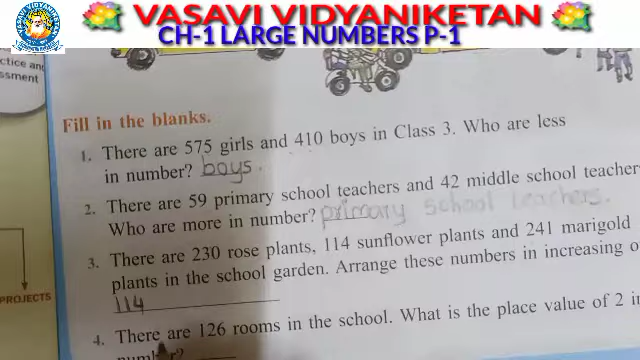 VASAVI VIDYANIKETAN
CH-1 LARGE NUMBERS P-1
ctice and
ssment
Fill in the blanks.
1. There are 575 girls and 410 boys in Class 3. Who are less
in number? boys.
2. There are 59 primary school teachers and 42 middle school teachers
Who are more in number? primary school teachers.
3. There are 230 rose plants, 114 sunflower plants and 241 marigold
plants in the school garden. Arrange these numbers in increasing o
114
PROJECTS
4. There are 126 rooms in the school. What is the place value of 2 in
number?